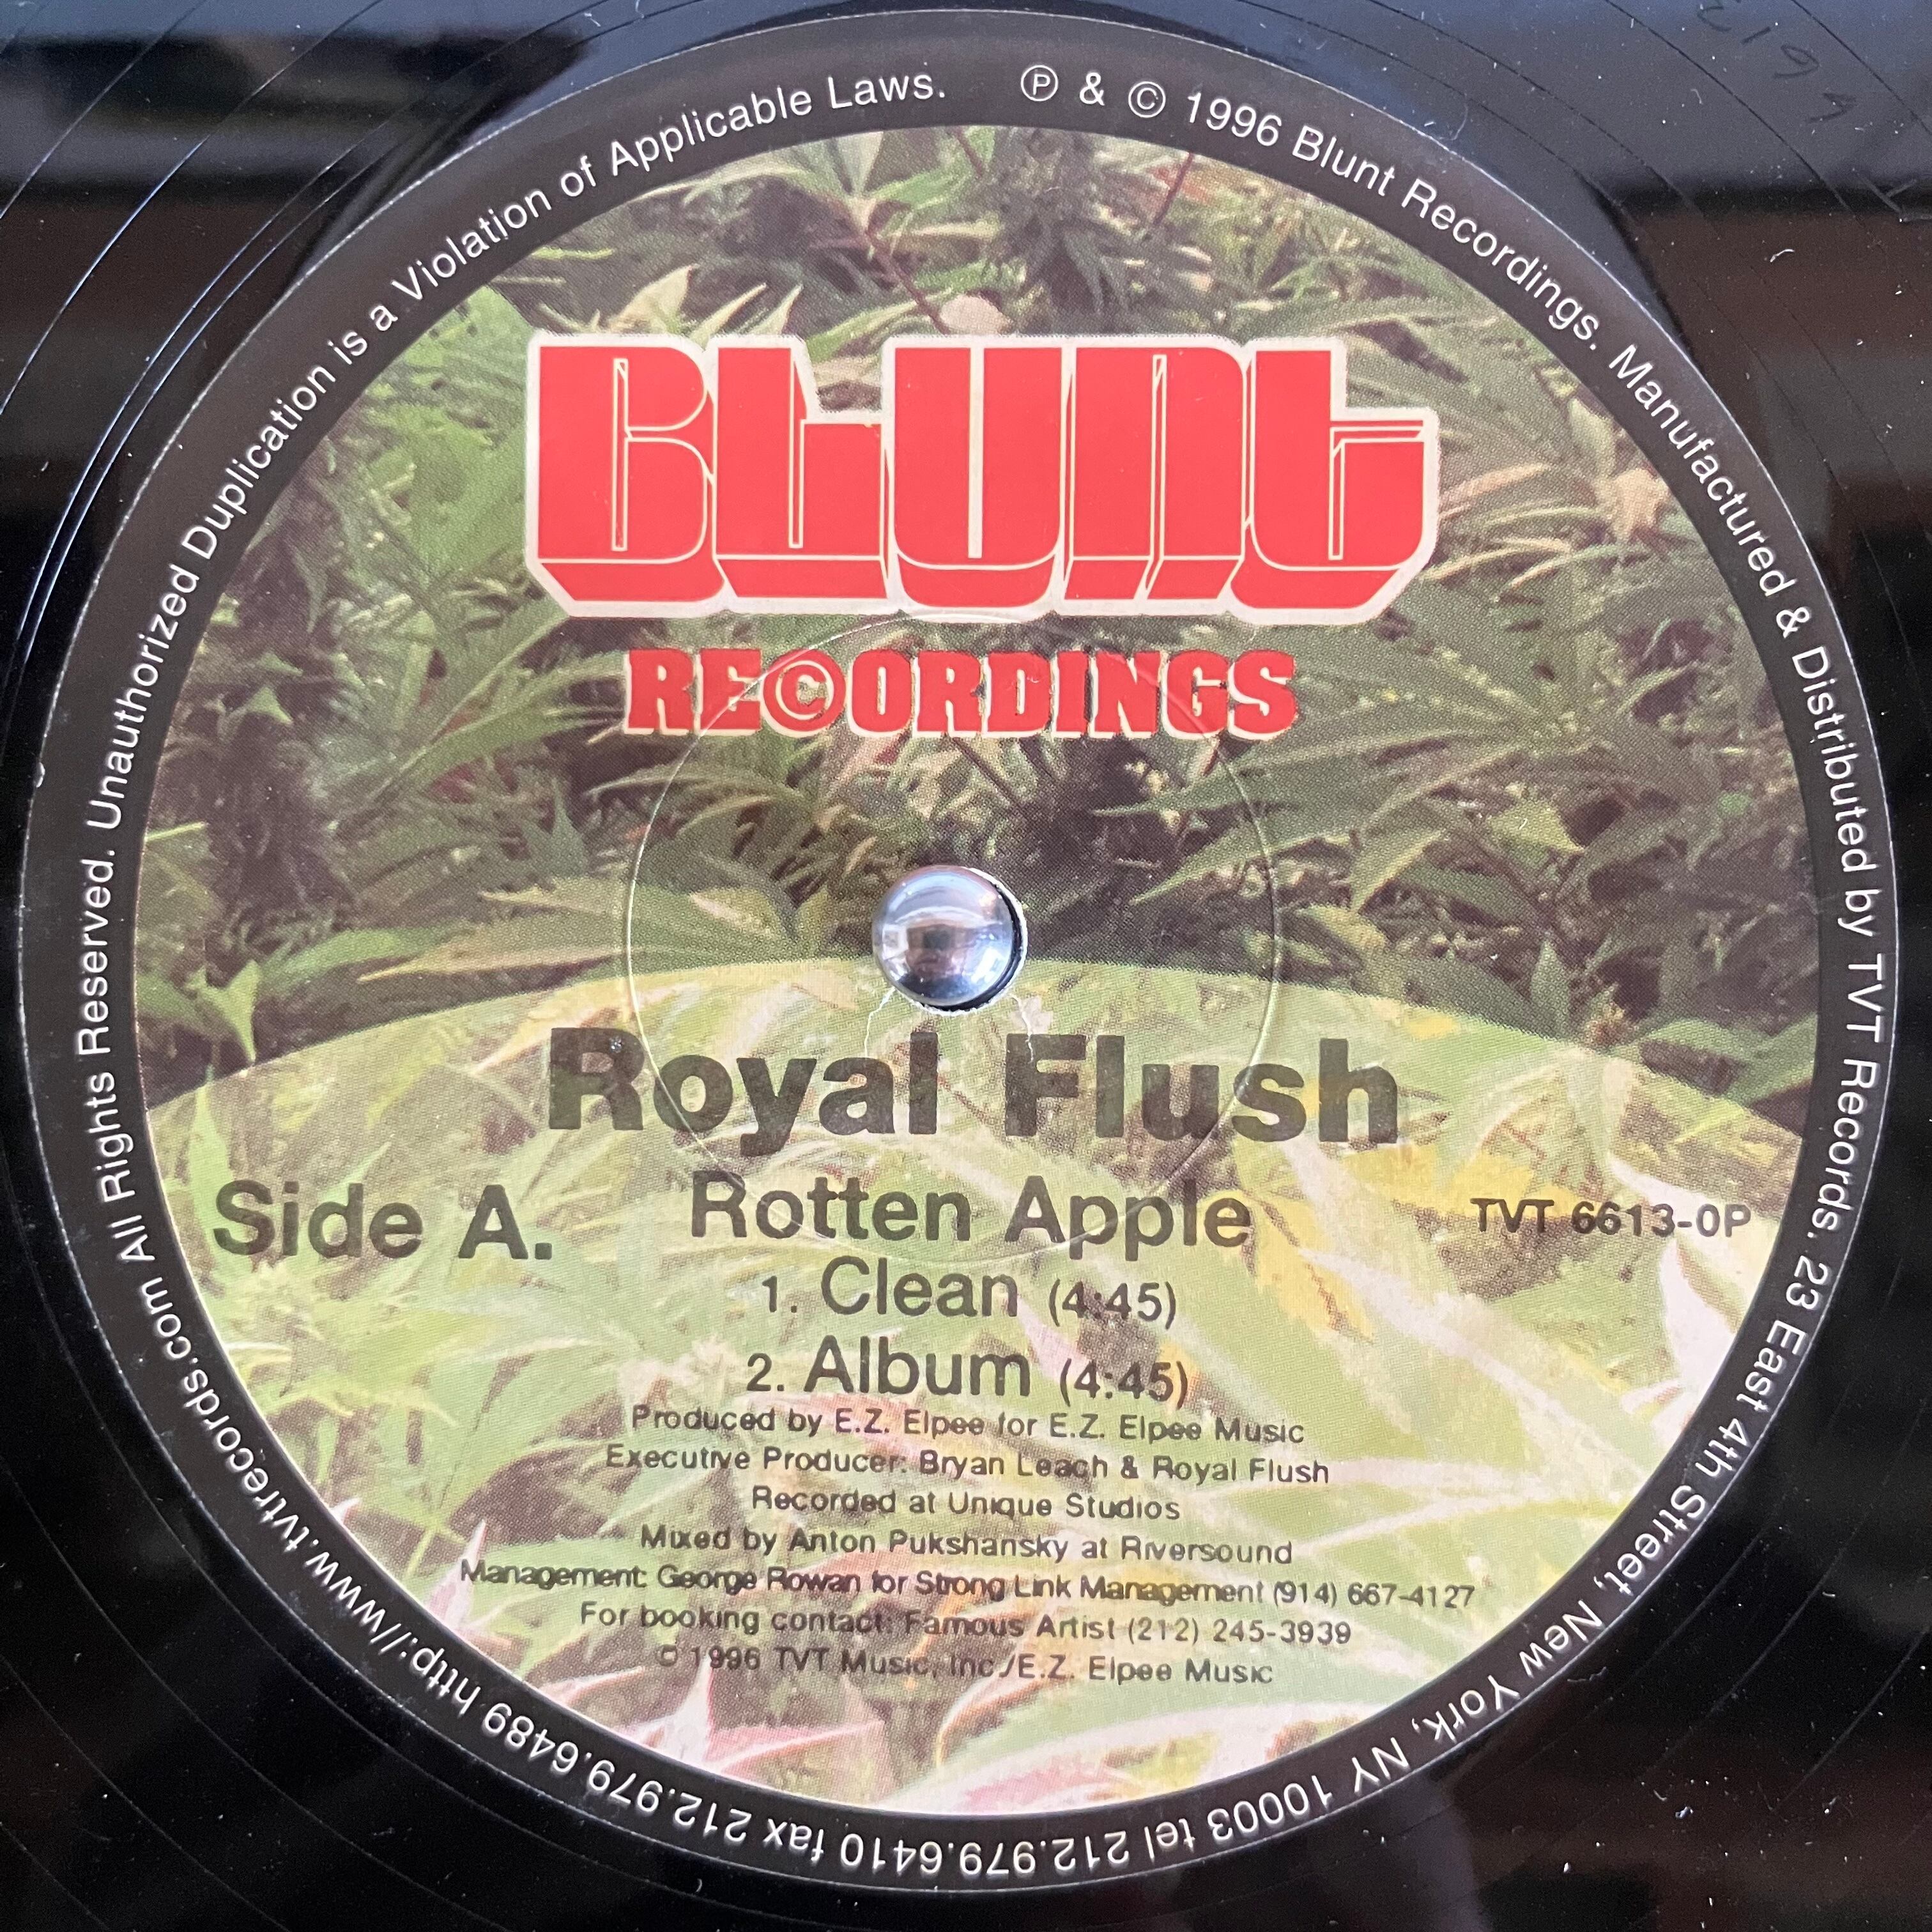 BLUNT
RE©ORDINGS
Royal Flush
Side A.
Rotten Apple
TVT 6613-0P
1. Clean (4:45)
2. Album (4:45)
Produced by E.Z. Elpee for E.Z. Elpee Music
Executive Producer: Bryan Leach & Royal Flush
Recorded at Unique Studios
Mixed by Anton Pukshansky at Riversound
Management: George Rowan for Strong Link Management (914) 667-4127
For booking contact: Famous Artist (212) 245-3939
© 1996 TVT Music, Inc./E.Z. Elpee Music
℗ & © 1996 Blunt Recordings. Manufactured & Distributed by TVT Records. 23 East 4th Street, New York, NY 10003 tel 212.979.6410 fax 212.979.6489 http://www.tvtrecords.com All Rights Reserved. Unauthorized Duplication is a Violation of Applicable Laws.